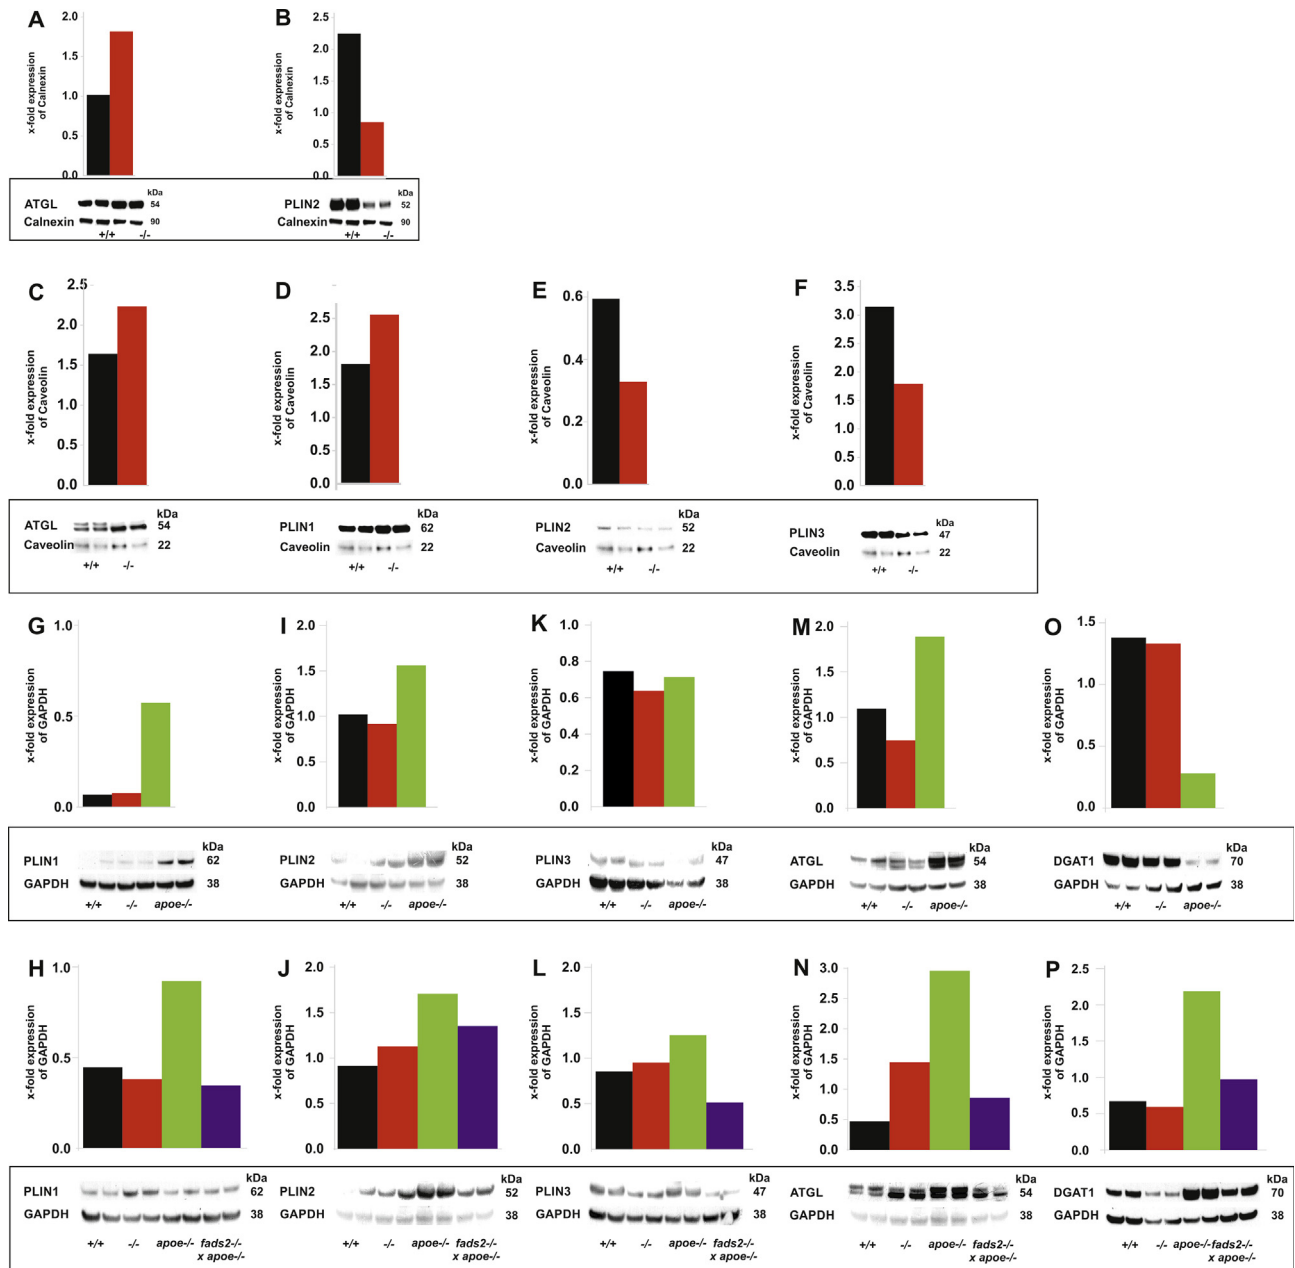 A
x-fold expression
of Calnexin
2.0
1.5
1.0
0.5
0.0
B
x-fold expression
of Calnexin
2.5
2.0
1.5
1.0
0.5
0.0
kDa
ATGL 54
Calnexin 90
+/+ -/-
kDa
PLIN2 52
Calnexin 90
+/+ -/-
C
x-fold expression
of Caveolin
2.5
2.0
1.5
1.0
0.5
0.0
D
x-fold expression
of Caveolin
2.5
2.0
1.5
1.0
0.5
0.0
E
x-fold expression
of Caveolin
0.6
0.4
0.2
0.0
F
x-fold expression
of Caveolin
3.5
3.0
2.5
2.0
1.5
1.0
0.5
0.0
kDa
ATGL 54
Caveolin 22
+/+ -/-
kDa
PLIN1 62
Caveolin 22
+/+ -/-
kDa
PLIN2 52
Caveolin 22
+/+ -/-
kDa
PLIN3 47
Caveolin 22
+/+ -/-
G
x-fold expression
of GAPDH
1.0
0.5
0.0
I
x-fold expression
of GAPDH
2.0
1.5
1.0
0.5
0.0
K
x-fold expression
of GAPDH
0.8
0.6
0.4
0.2
0.0
M
x-fold expression
of GAPDH
2.0
1.5
1.0
0.5
0.0
O
x-fold expression
of GAPDH
1.5
1.0
0.5
0.0
kDa
PLIN1 62
GAPDH 38
+/+ -/- apoe-/-
kDa
PLIN2 52
GAPDH 38
+/+ -/- apoe-/-
kDa
PLIN3 47
GAPDH 38
+/+ -/- apoe-/-
kDa
ATGL 54
GAPDH 38
+/+ -/- apoe-/-
kDa
DGAT1 70
GAPDH 38
+/+ -/- apoe-/-
H
x-fold expression
of GAPDH
1.0
0.5
0.0
J
x-fold expression
of GAPDH
2.0
1.5
1.0
0.5
0.0
L
x-fold expression
of GAPDH
2.0
1.5
1.0
0.5
0.0
N
x-fold expression
of GAPDH
3.0
2.5
2.0
1.5
1.0
0.5
0.0
P
x-fold expression
of GAPDH
2.5
2.0
1.5
1.0
0.5
0.0
kDa
PLIN1 62
GAPDH 38
+/+ -/- apoe-/- fads2-/-
x apoe-/-
kDa
PLIN2 52
GAPDH 38
+/+ -/- apoe-/- fads2-/-
x apoe-/-
kDa
PLIN3 47
GAPDH 38
+/+ -/- apoe-/- fads2-/-
x apoe-/-
kDa
ATGL 54
GAPDH 38
+/+ -/- apoe-/- fads2-/-
x apoe-/-
kDa
DGAT1 70
GAPDH 38
+/+ -/- apoe-/- fads2-/-
x apoe-/-